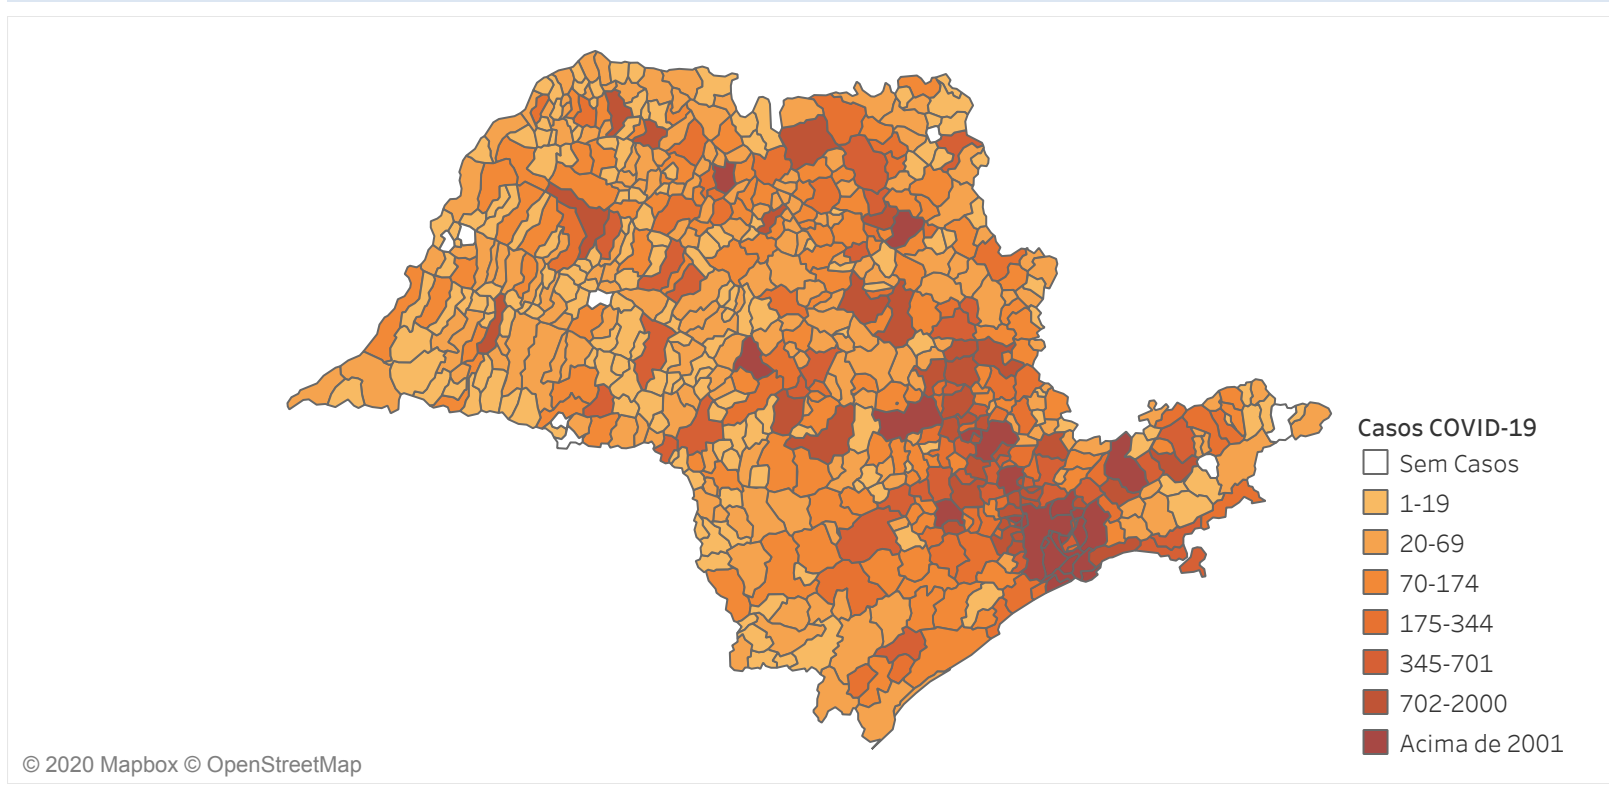 Casos COVID-19
Sem Casos
1-19
20-69
70-174
175-344
345-701
702-2000
Acima de 2001
© 2020 Mapbox © OpenStreetMap